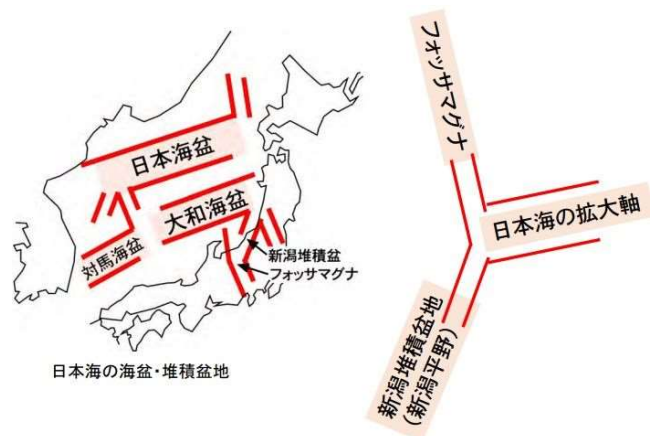 日本海盆
大和海盆
対馬海盆
新潟堆積盆
フォッサマグナ
日本海の海盆・堆積盆地
フォッサマグナ
日本海の拡大軸
新潟堆積盆地
(新潟平野)